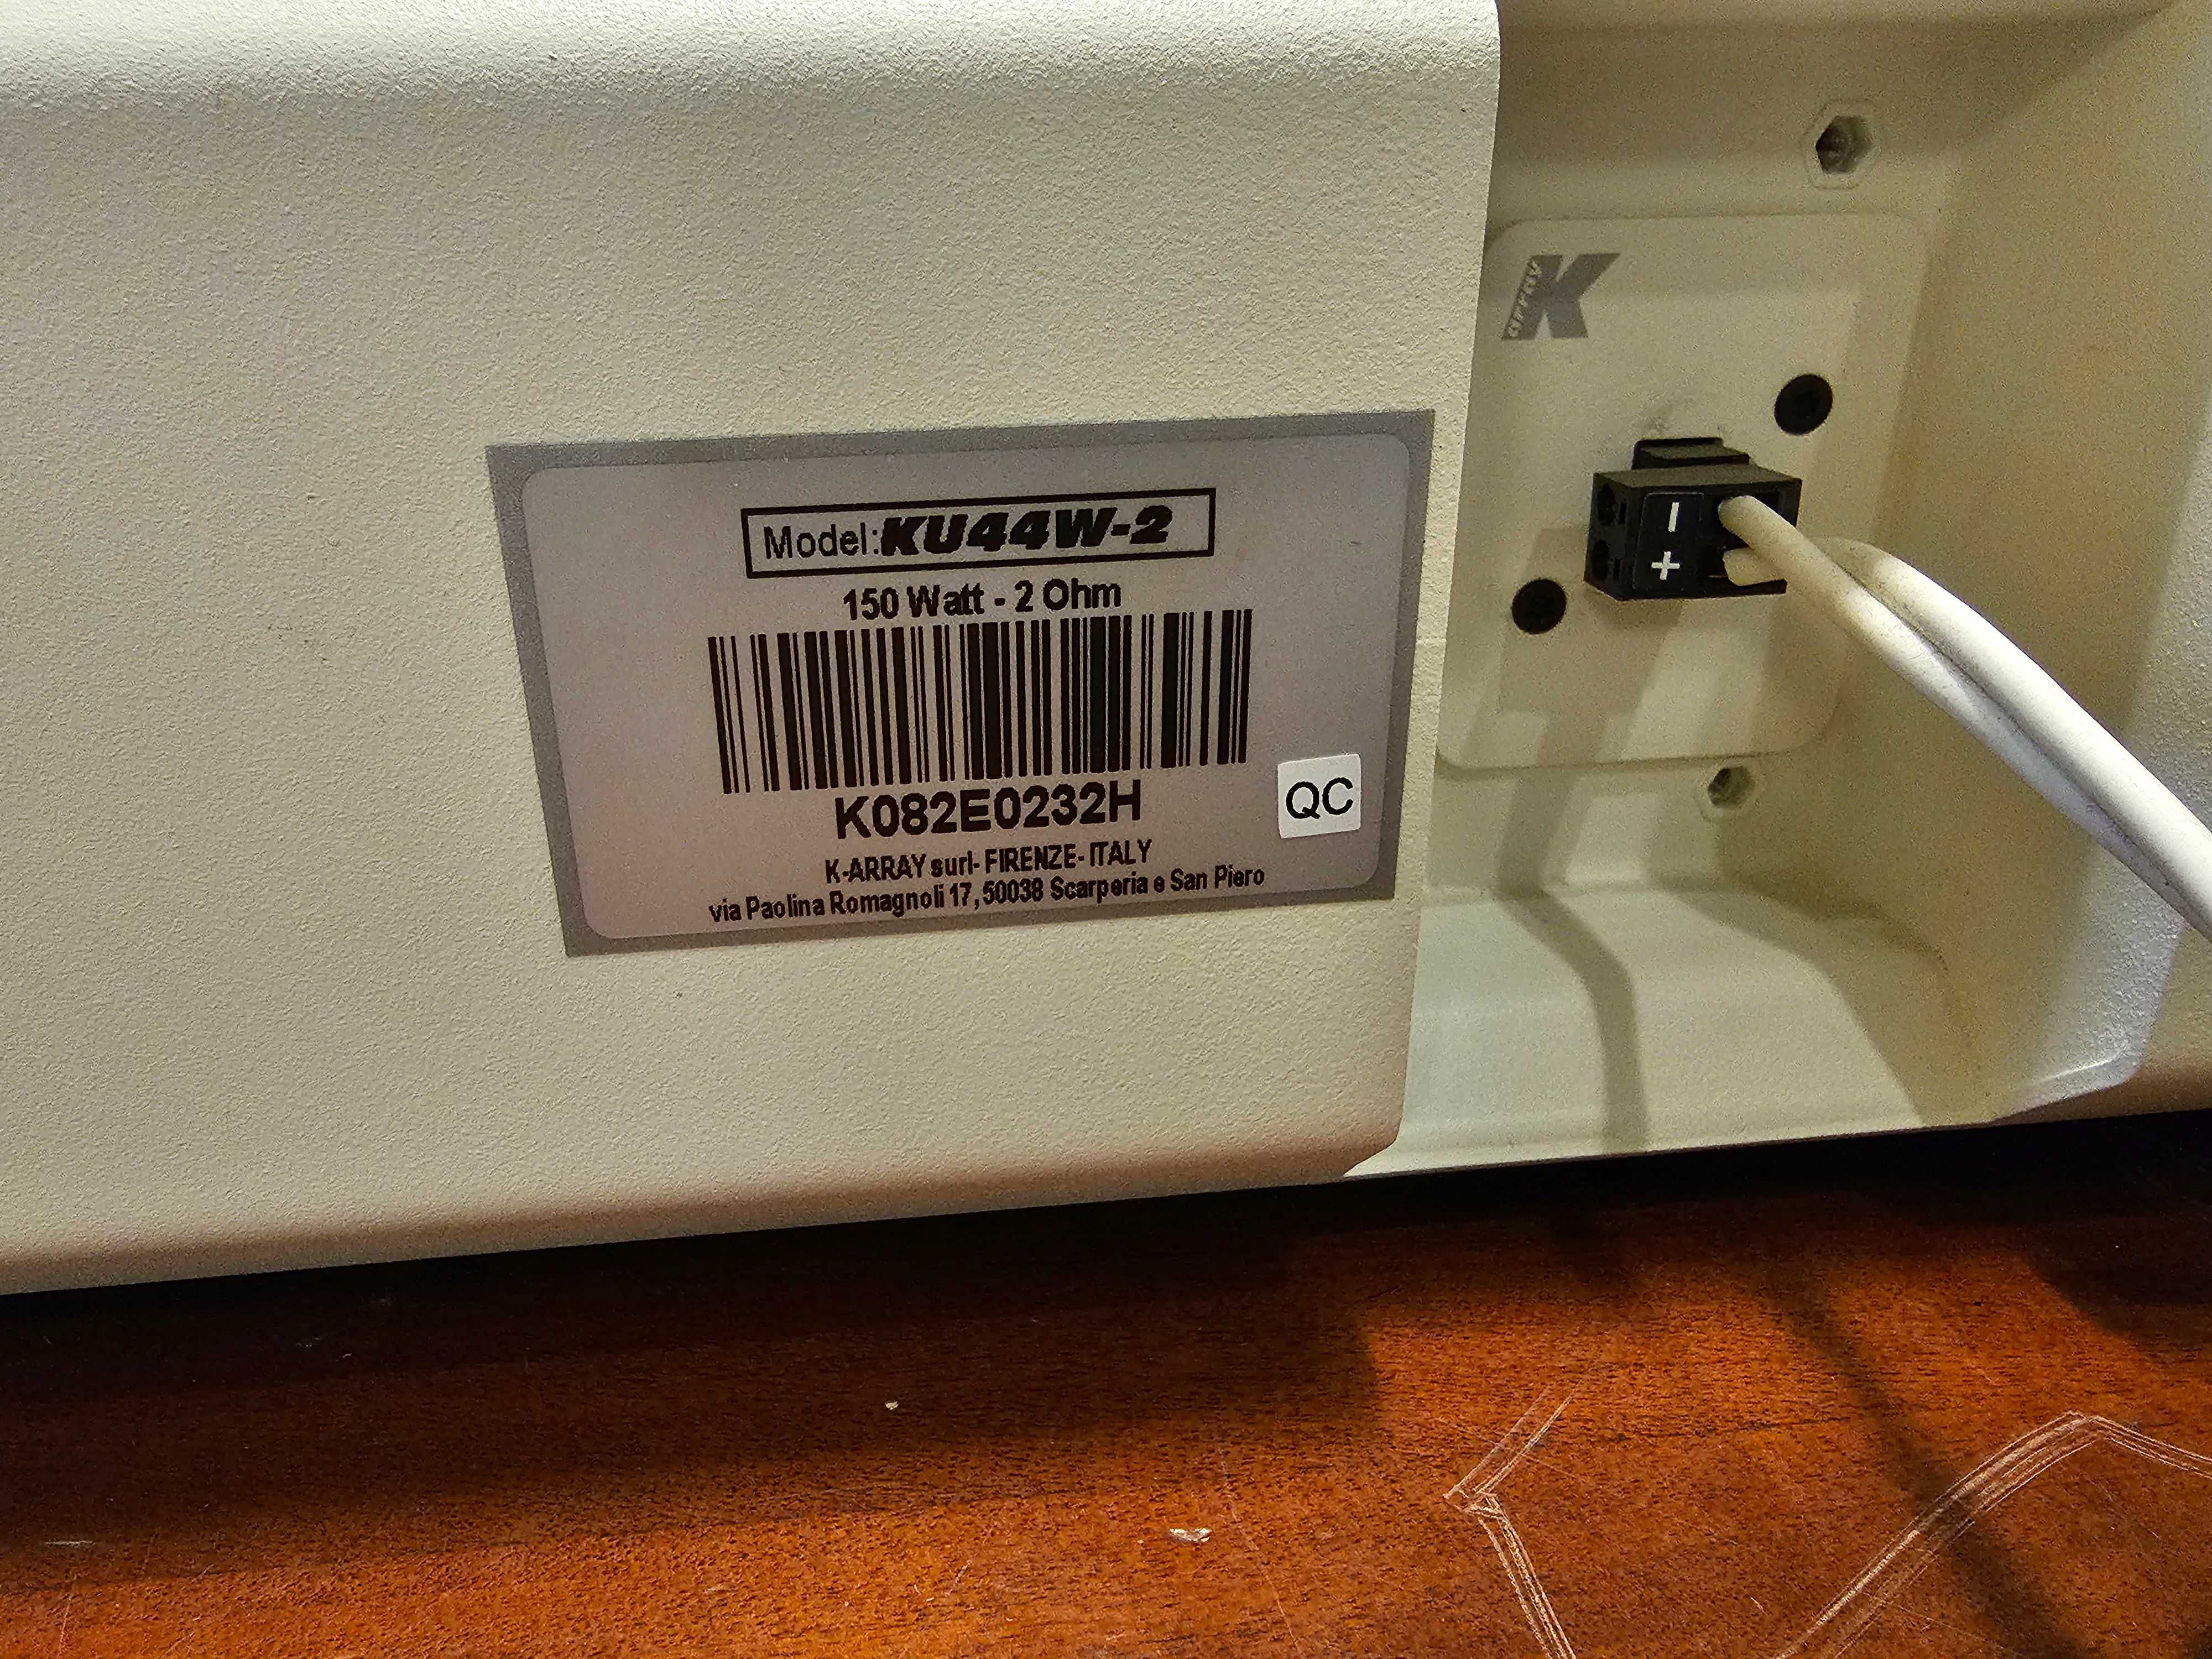 Model:KU44W-2
150 Watt - 2 Ohm
K082E0232H
QC
K-ARRAY surl- FIRENZE- ITALY
via Paolina Romagnoli 17, 50038 Scarperia e San Piero
K array
-
+